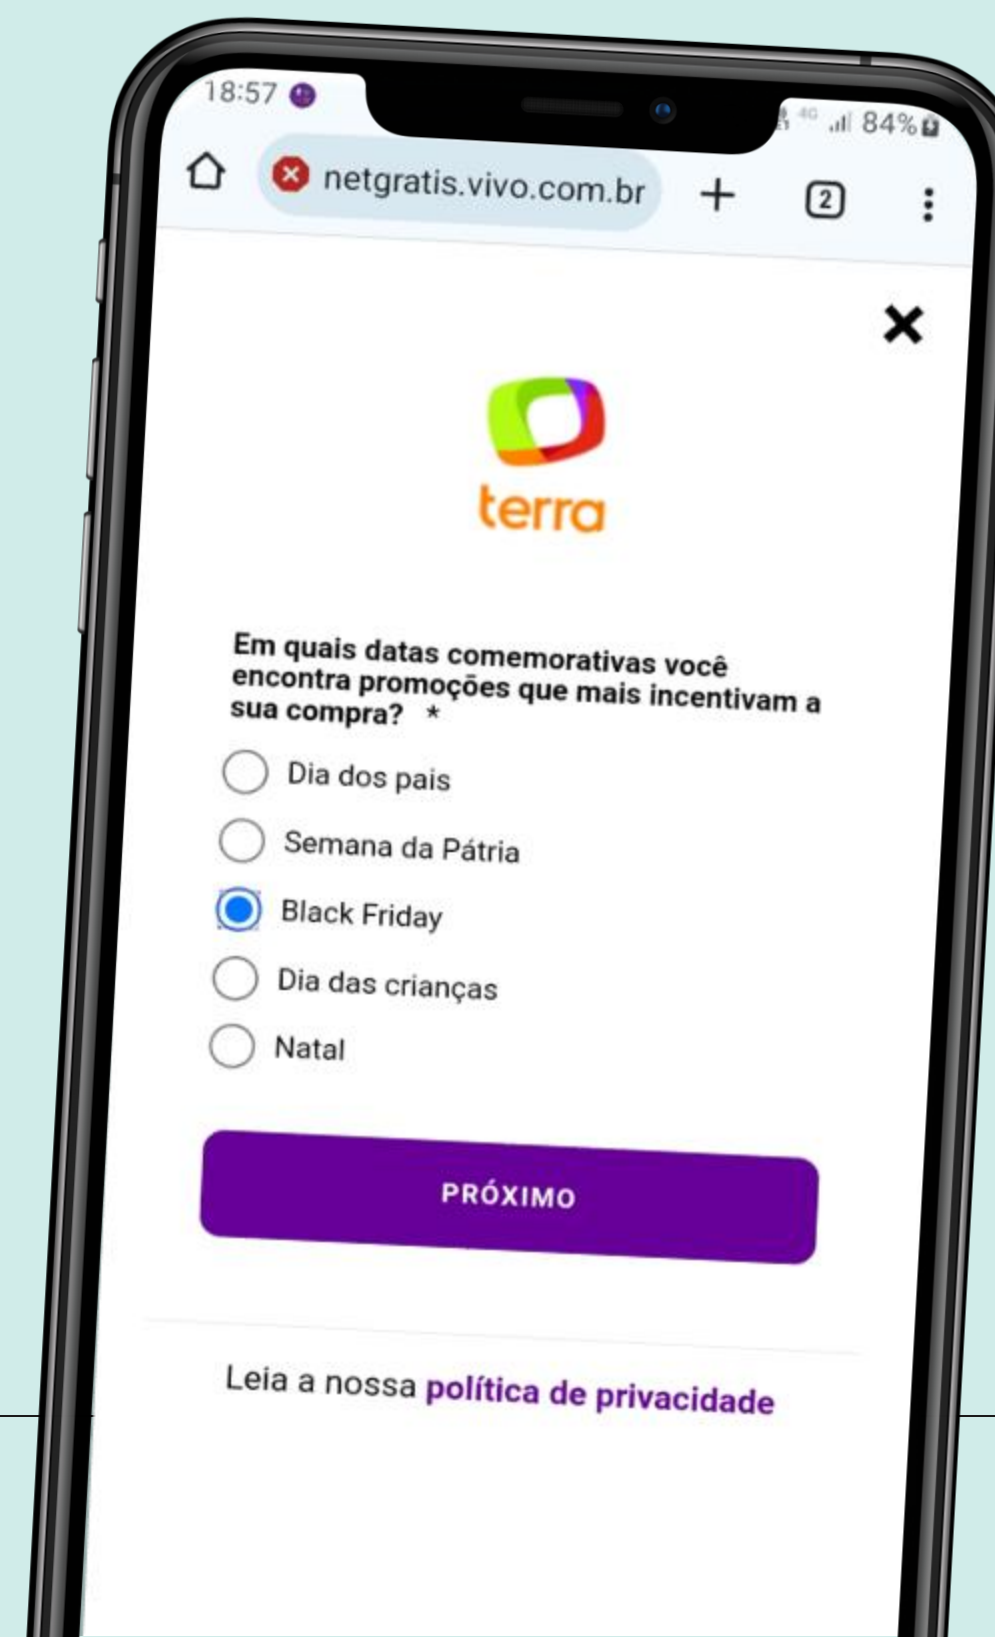 18:57
4G 84%
netgratis.vivo.com.br
2
terra
Em quais datas comemorativas você
encontra promoções que mais incentivam a
sua compra? *
Dia dos pais
Semana da Pátria
Black Friday
Dia das crianças
Natal
PRÓXIMO
Leia a nossa política de privacidade